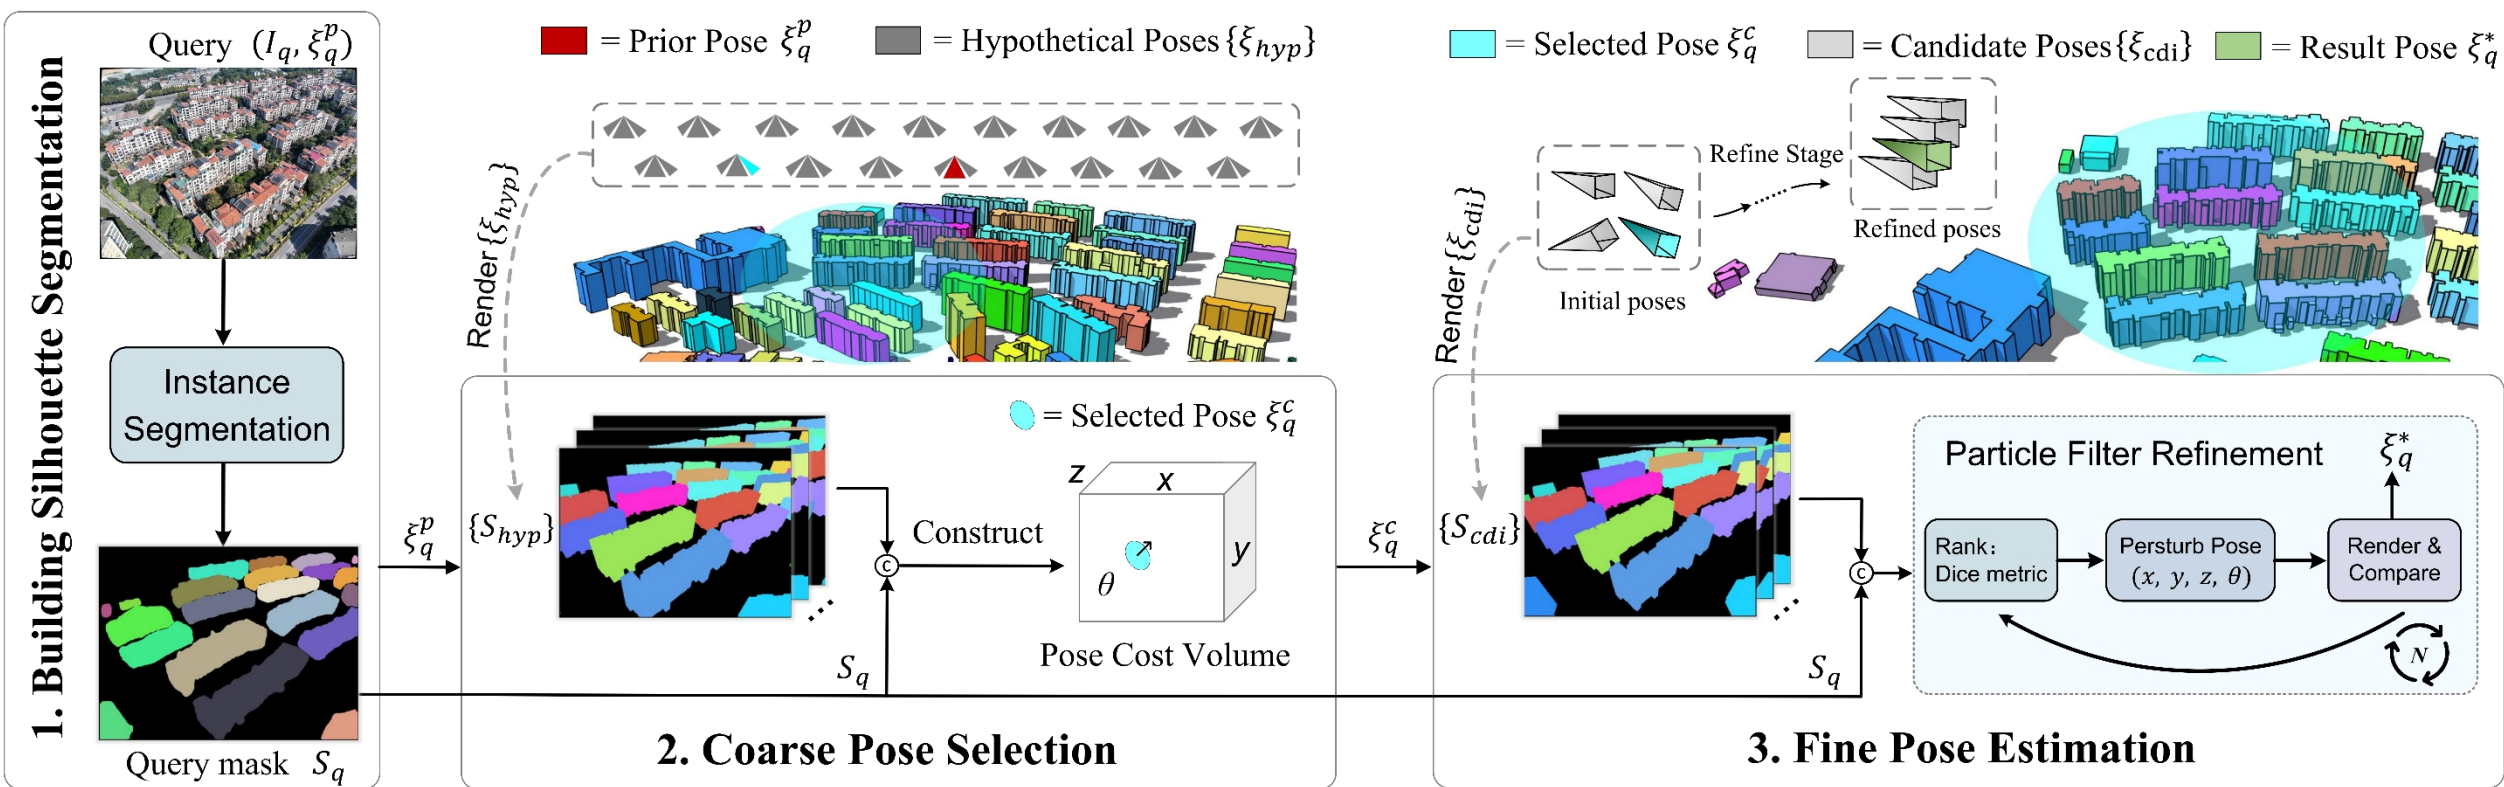 1. Building Silhouette Segmentation
Query (I_q, ξ_q^p)
Instance
Segmentation
Query mask S_q
= Prior Pose ξ_q^p
= Hypothetical Poses {ξ_hyp}
= Selected Pose ξ_q^c
= Candidate Poses {ξ_cdi}
= Result Pose ξ_q^*
Render{ξ_hyp}
ξ_q^p
{S_hyp}
= Selected Pose ξ_q^c
Construct
c
z
x
y
θ
Pose Cost Volume
...
S_q
2. Coarse Pose Selection
Render{ξ_cdi}
Initial poses
Refine Stage
Refined poses
ξ_q^c
{S_cdi}
...
c
S_q
Particle Filter Refinement
ξ_q^*
Rank:
Dice metric
Persturb Pose
(x, y, z, θ)
Render &
Compare
N
3. Fine Pose Estimation